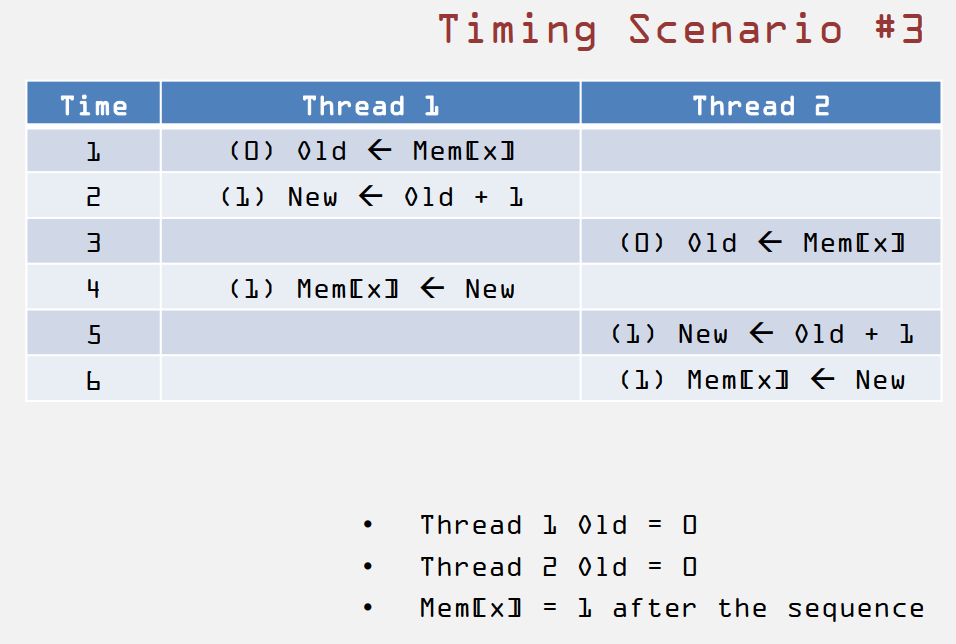 Timing Scenario #3
Time Thread 1 Thread 2
1 (0) Old ← Mem[x]
2 (1) New ← Old + 1
3 (0) Old ← Mem[x]
4 (1) Mem[x] ← New
5 (1) New ← Old + 1
6 (1) Mem[x] ← New
• Thread 1 Old = 0
• Thread 2 Old = 0
• Mem[x] = 1 after the sequence